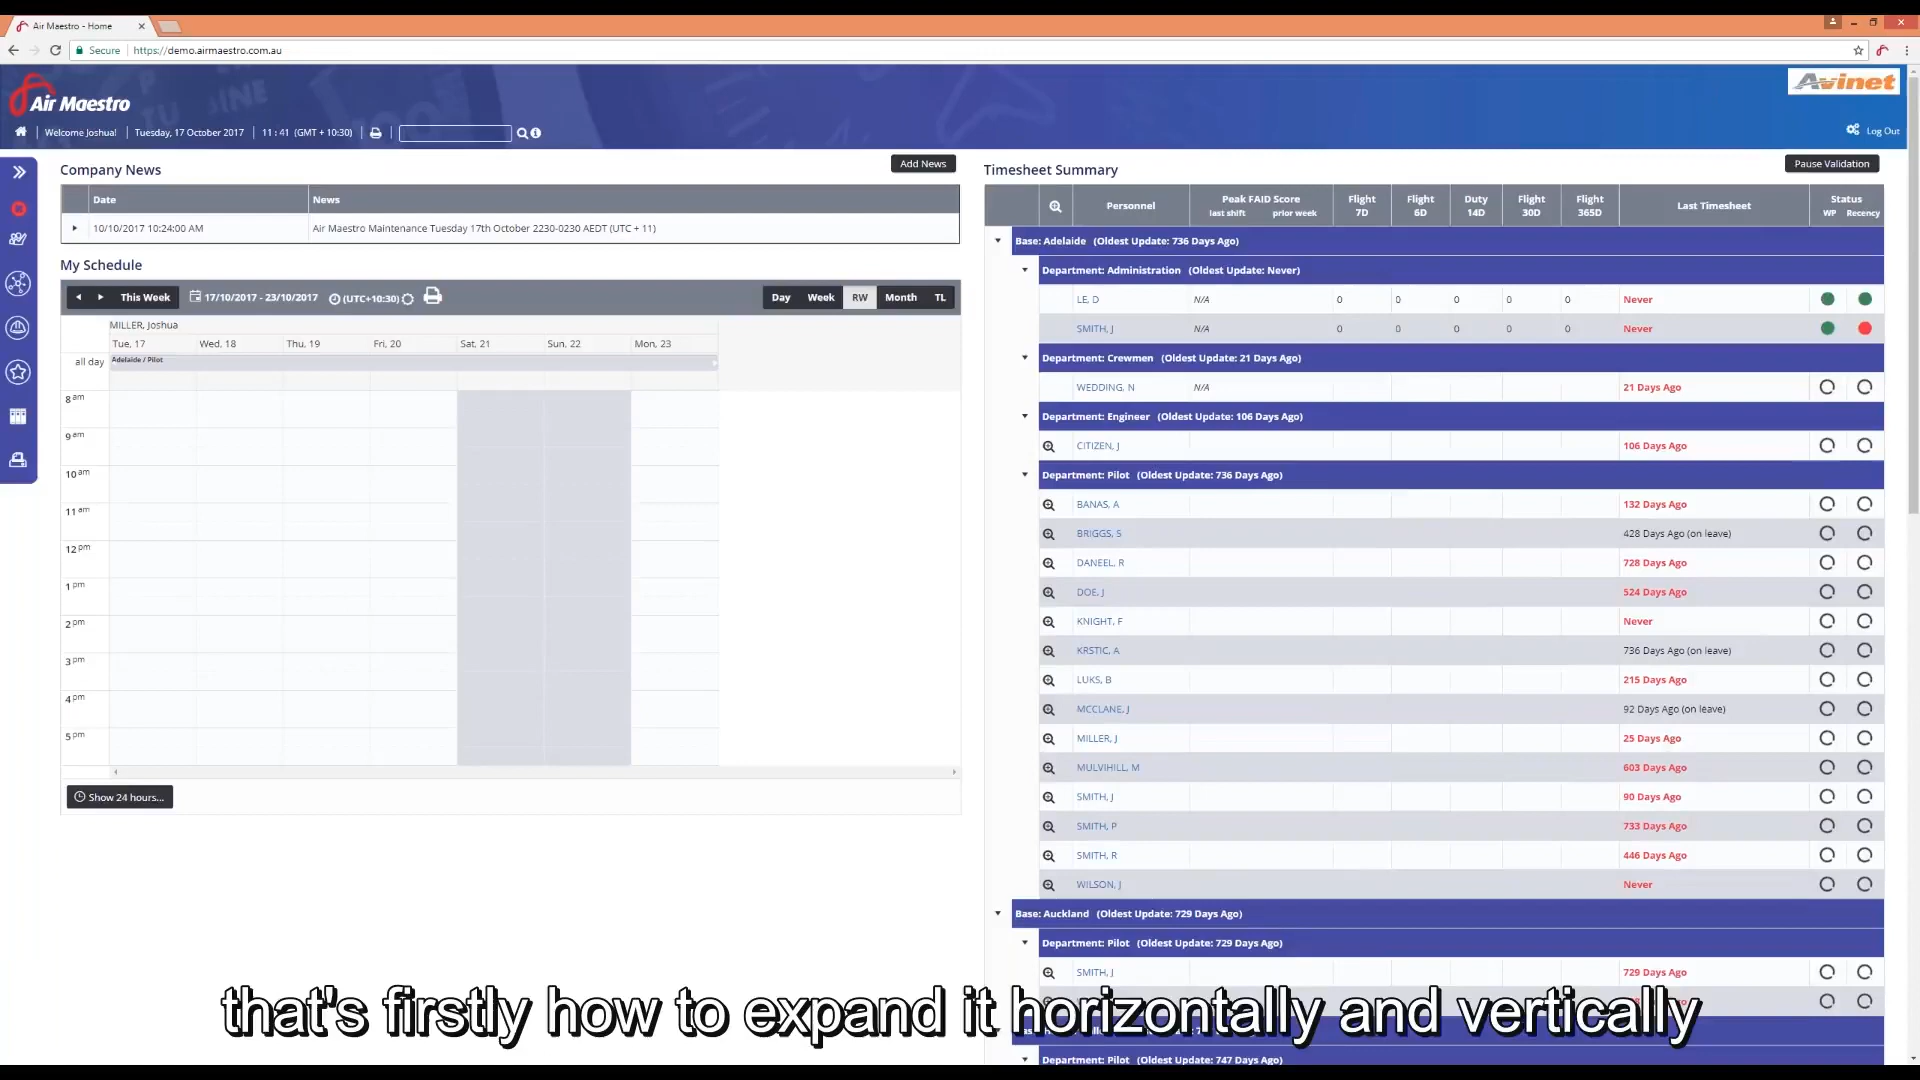 Air Maestro - Home
Secure https://demo.airmaestro.com.au
Air Maestro
Avinet
Welcome Joshua! Tuesday, 17 October 2017 11 : 41 (GMT + 10:30)
Log Out
Company News
Add News
Date News
10/10/2017 10:24:00 AM Air Maestro Maintenance Tuesday 17th October 2230-0230 AEDT (UTC + 11)
My Schedule
This Week 17/10/2017 - 23/10/2017 (UTC+10:30) Day Week RW Month TL
MILLER, Joshua
Tue, 17 Wed, 18 Thu, 19 Fri, 20 Sat, 21 Sun, 22 Mon, 23
all day Adelaide / Pilot
8 am
9 am
10 am
11 am
12 pm
1 pm
2 pm
3 pm
4 pm
5 pm
Show 24 hours...
Timesheet Summary
Pause Validation
Personnel Peak FAID Score last shift prior week Flight 7D Flight 6D Duty 14D Flight 30D Flight 365D Last Timesheet Status WP Recency
Base: Adelaide (Oldest Update: 736 Days Ago)
Department: Administration (Oldest Update: Never)
LE, D N/A 0 0 0 0 0 Never
SMITH, J N/A 0 0 0 0 0 Never
Department: Crewmen (Oldest Update: 21 Days Ago)
WEDDING, N N/A 21 Days Ago
Department: Engineer (Oldest Update: 106 Days Ago)
CITIZEN, J 106 Days Ago
Department: Pilot (Oldest Update: 736 Days Ago)
BANAS, A 132 Days Ago
BRIGGS, S 428 Days Ago (on leave)
DANEEL, R 728 Days Ago
DOE, J 524 Days Ago
KNIGHT, F Never
KRSTIC, A 736 Days Ago (on leave)
LUKS, B 215 Days Ago
MCCLANE, J 92 Days Ago (on leave)
MILLER, J 25 Days Ago
MULVIHILL, M 603 Days Ago
SMITH, J 90 Days Ago
SMITH, P 733 Days Ago
SMITH, R 446 Days Ago
WILSON, J Never
Base: Auckland (Oldest Update: 729 Days Ago)
Department: Pilot (Oldest Update: 729 Days Ago)
SMITH, J 729 Days Ago
that's firstly how to expand it horizontally and vertically
Department: Pilot (Oldest Update: 747 Days Ago)